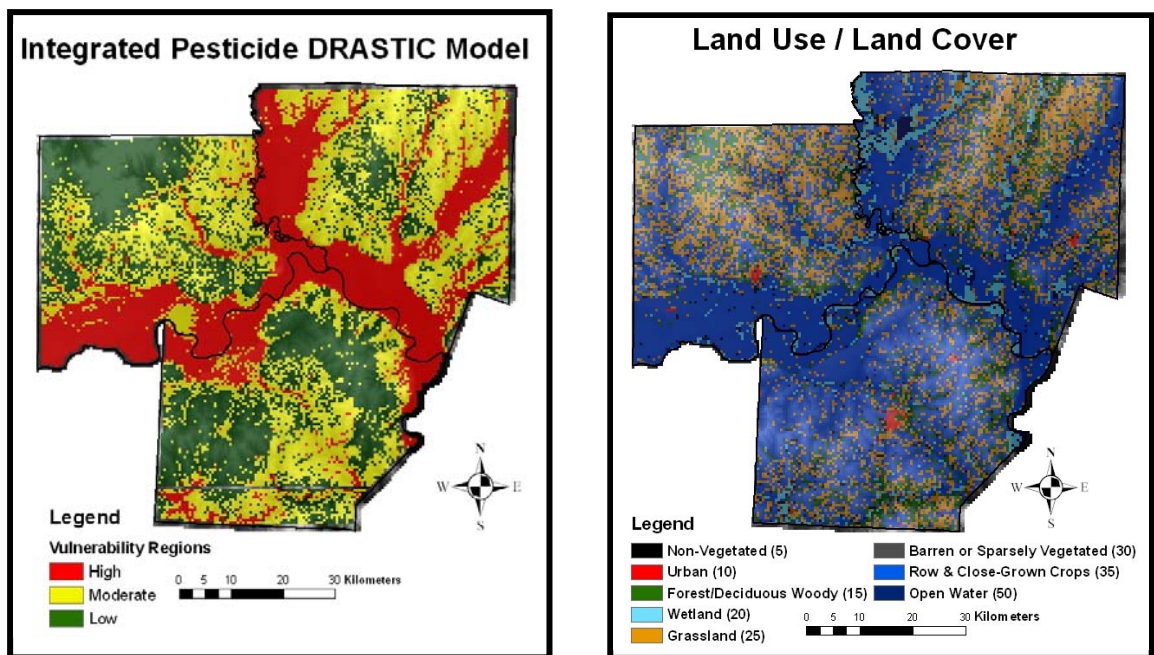 Integrated Pesticide DRASTIC Model
N
W E
S
Legend
Vulnerability Regions
High
Moderate
Low
0 5 10 20 30 Kilometers
Land Use / Land Cover
N
W E
S
Legend
Non-Vegetated (5)
Urban (10)
Forest/Deciduous Woody (15)
Wetland (20)
Grassland (25)
Barren or Sparsely Vegetated (30)
Row & Close-Grown Crops (35)
Open Water (50)
0 5 10 20 30 Kilometers